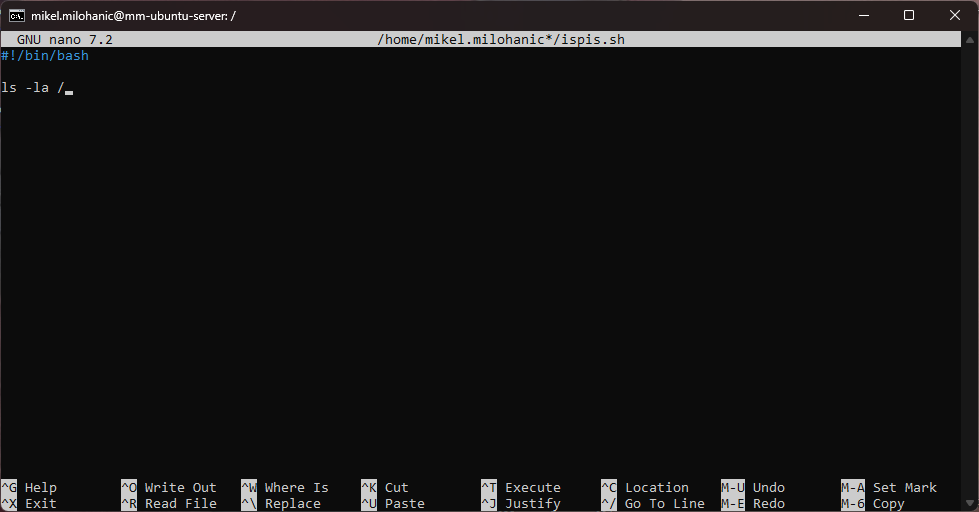 mikel.milohanic@mm-ubuntu-server: /
GNU nano 7.2 /home/mikel.milohanic*/ispis.sh
#!/bin/bash
ls -la /
^G Help ^O Write Out ^W Where Is ^K Cut ^T Execute ^C Location M-U Undo M-A Set Mark
^X Exit ^R Read File ^\ Replace ^U Paste ^J Justify ^/ Go To Line M-E Redo M-6 Copy